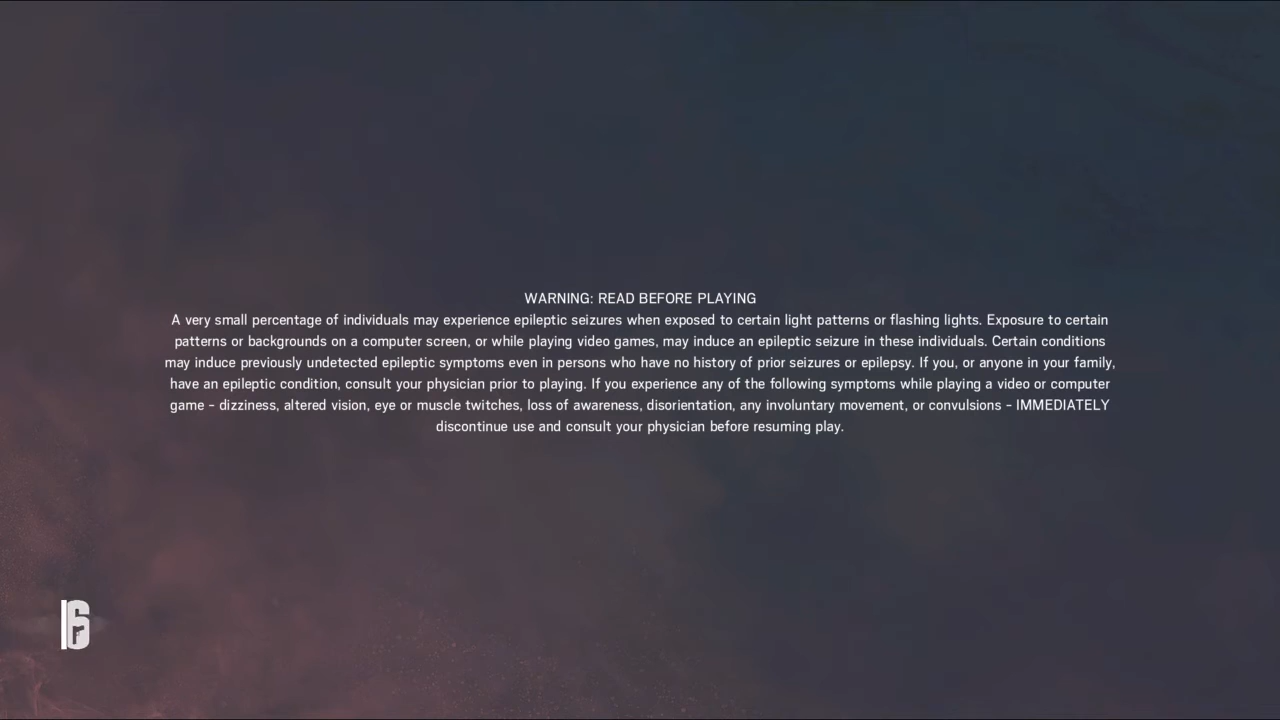 WARNING: READ BEFORE PLAYING
A very small percentage of individuals may experience epileptic seizures when exposed to certain light patterns or flashing lights. Exposure to certain
patterns or backgrounds on a computer screen, or while playing video games, may induce an epileptic seizure in these individuals. Certain conditions
may induce previously undetected epileptic symptoms even in persons who have no history of prior seizures or epilepsy. If you, or anyone in your family,
have an epileptic condition, consult your physician prior to playing. If you experience any of the following symptoms while playing a video or computer
game - dizziness, altered vision, eye or muscle twitches, loss of awareness, disorientation, any involuntary movement, or convulsions - IMMEDIATELY
discontinue use and consult your physician before resuming play.
6